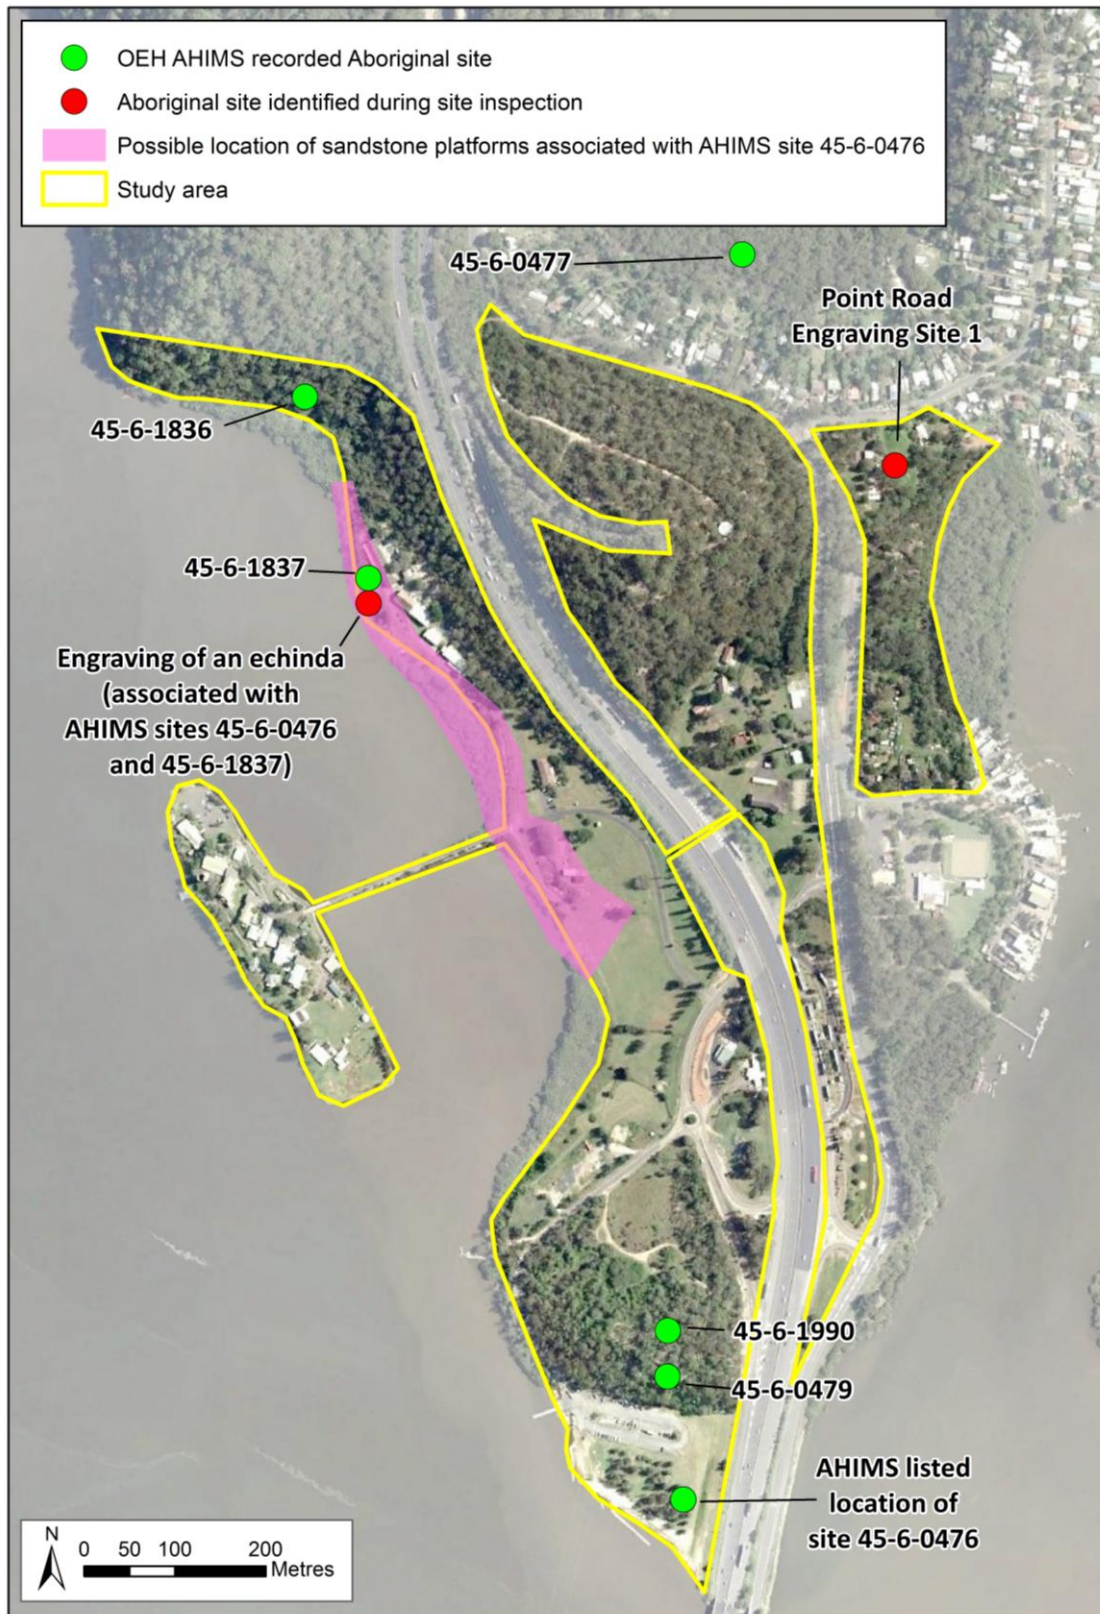 OEH AHIMS recorded Aboriginal site
Aboriginal site identified during site inspection
Possible location of sandstone platforms associated with AHIMS site 45-6-0476
Study area
45-6-0477
Point Road
Engraving Site 1
45-6-1836
45-6-1837
Engraving of an echinda
(associated with
AHIMS sites 45-6-0476
and 45-6-1837)
45-6-1990
45-6-0479
AHIMS listed
location of
site 45-6-0476
N
0 50 100 200
Metres